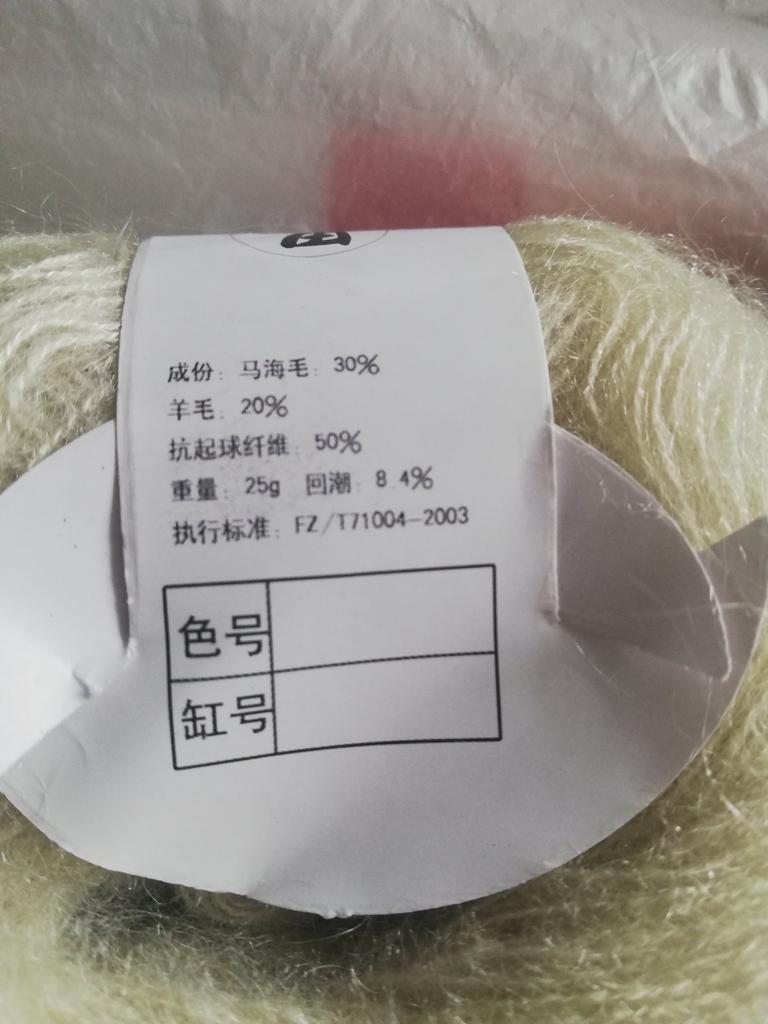 成份：马海毛：30%
羊毛：20%
抗起球纤维：50%
重量：25g 回潮：8.4%
执行标准：FZ/T71004-2003
色号
缸号